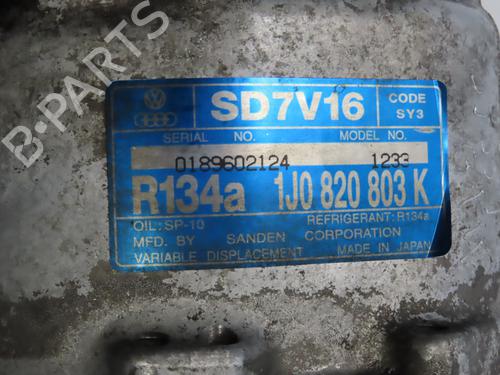 B-PARTS
SD7V16
CODE
SY3
SERIAL NO. MODEL NO.
0189602124 1233
R134a 1J0 820 803 K
OIL:SP-10 REFRIGERANT:R134a
MFD. BY SANDEN CORPORATION
VARIABLE DISPLACEMENT MADE IN JAPAN